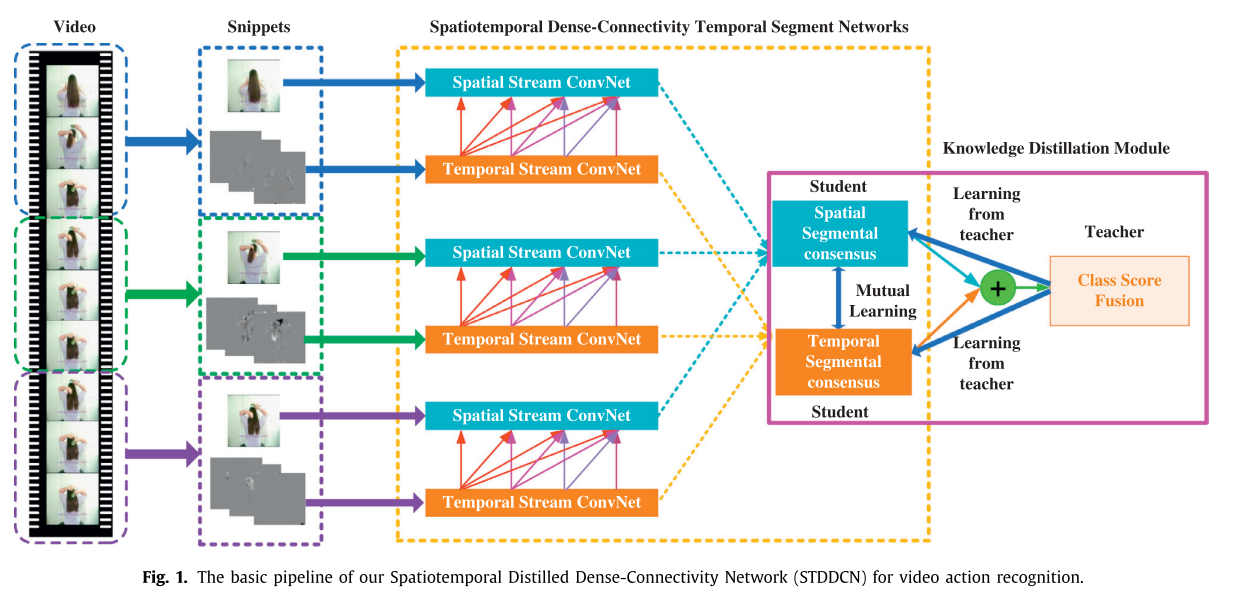 Video
Snippets
Spatiotemporal Dense-Connectivity Temporal Segment Networks
Spatial Stream ConvNet
Temporal Stream ConvNet
Spatial Stream ConvNet
Temporal Stream ConvNet
Spatial Stream ConvNet
Temporal Stream ConvNet
Knowledge Distillation Module
Student
Spatial
Segmental
consensus
Mutual
Learning
Temporal
Segmental
consensus
Student
Learning
from
teacher
+
Learning
from
teacher
Teacher
Class Score
Fusion
Fig. 1. The basic pipeline of our Spatiotemporal Distilled Dense-Connectivity Network (STDDCN) for video action recognition.